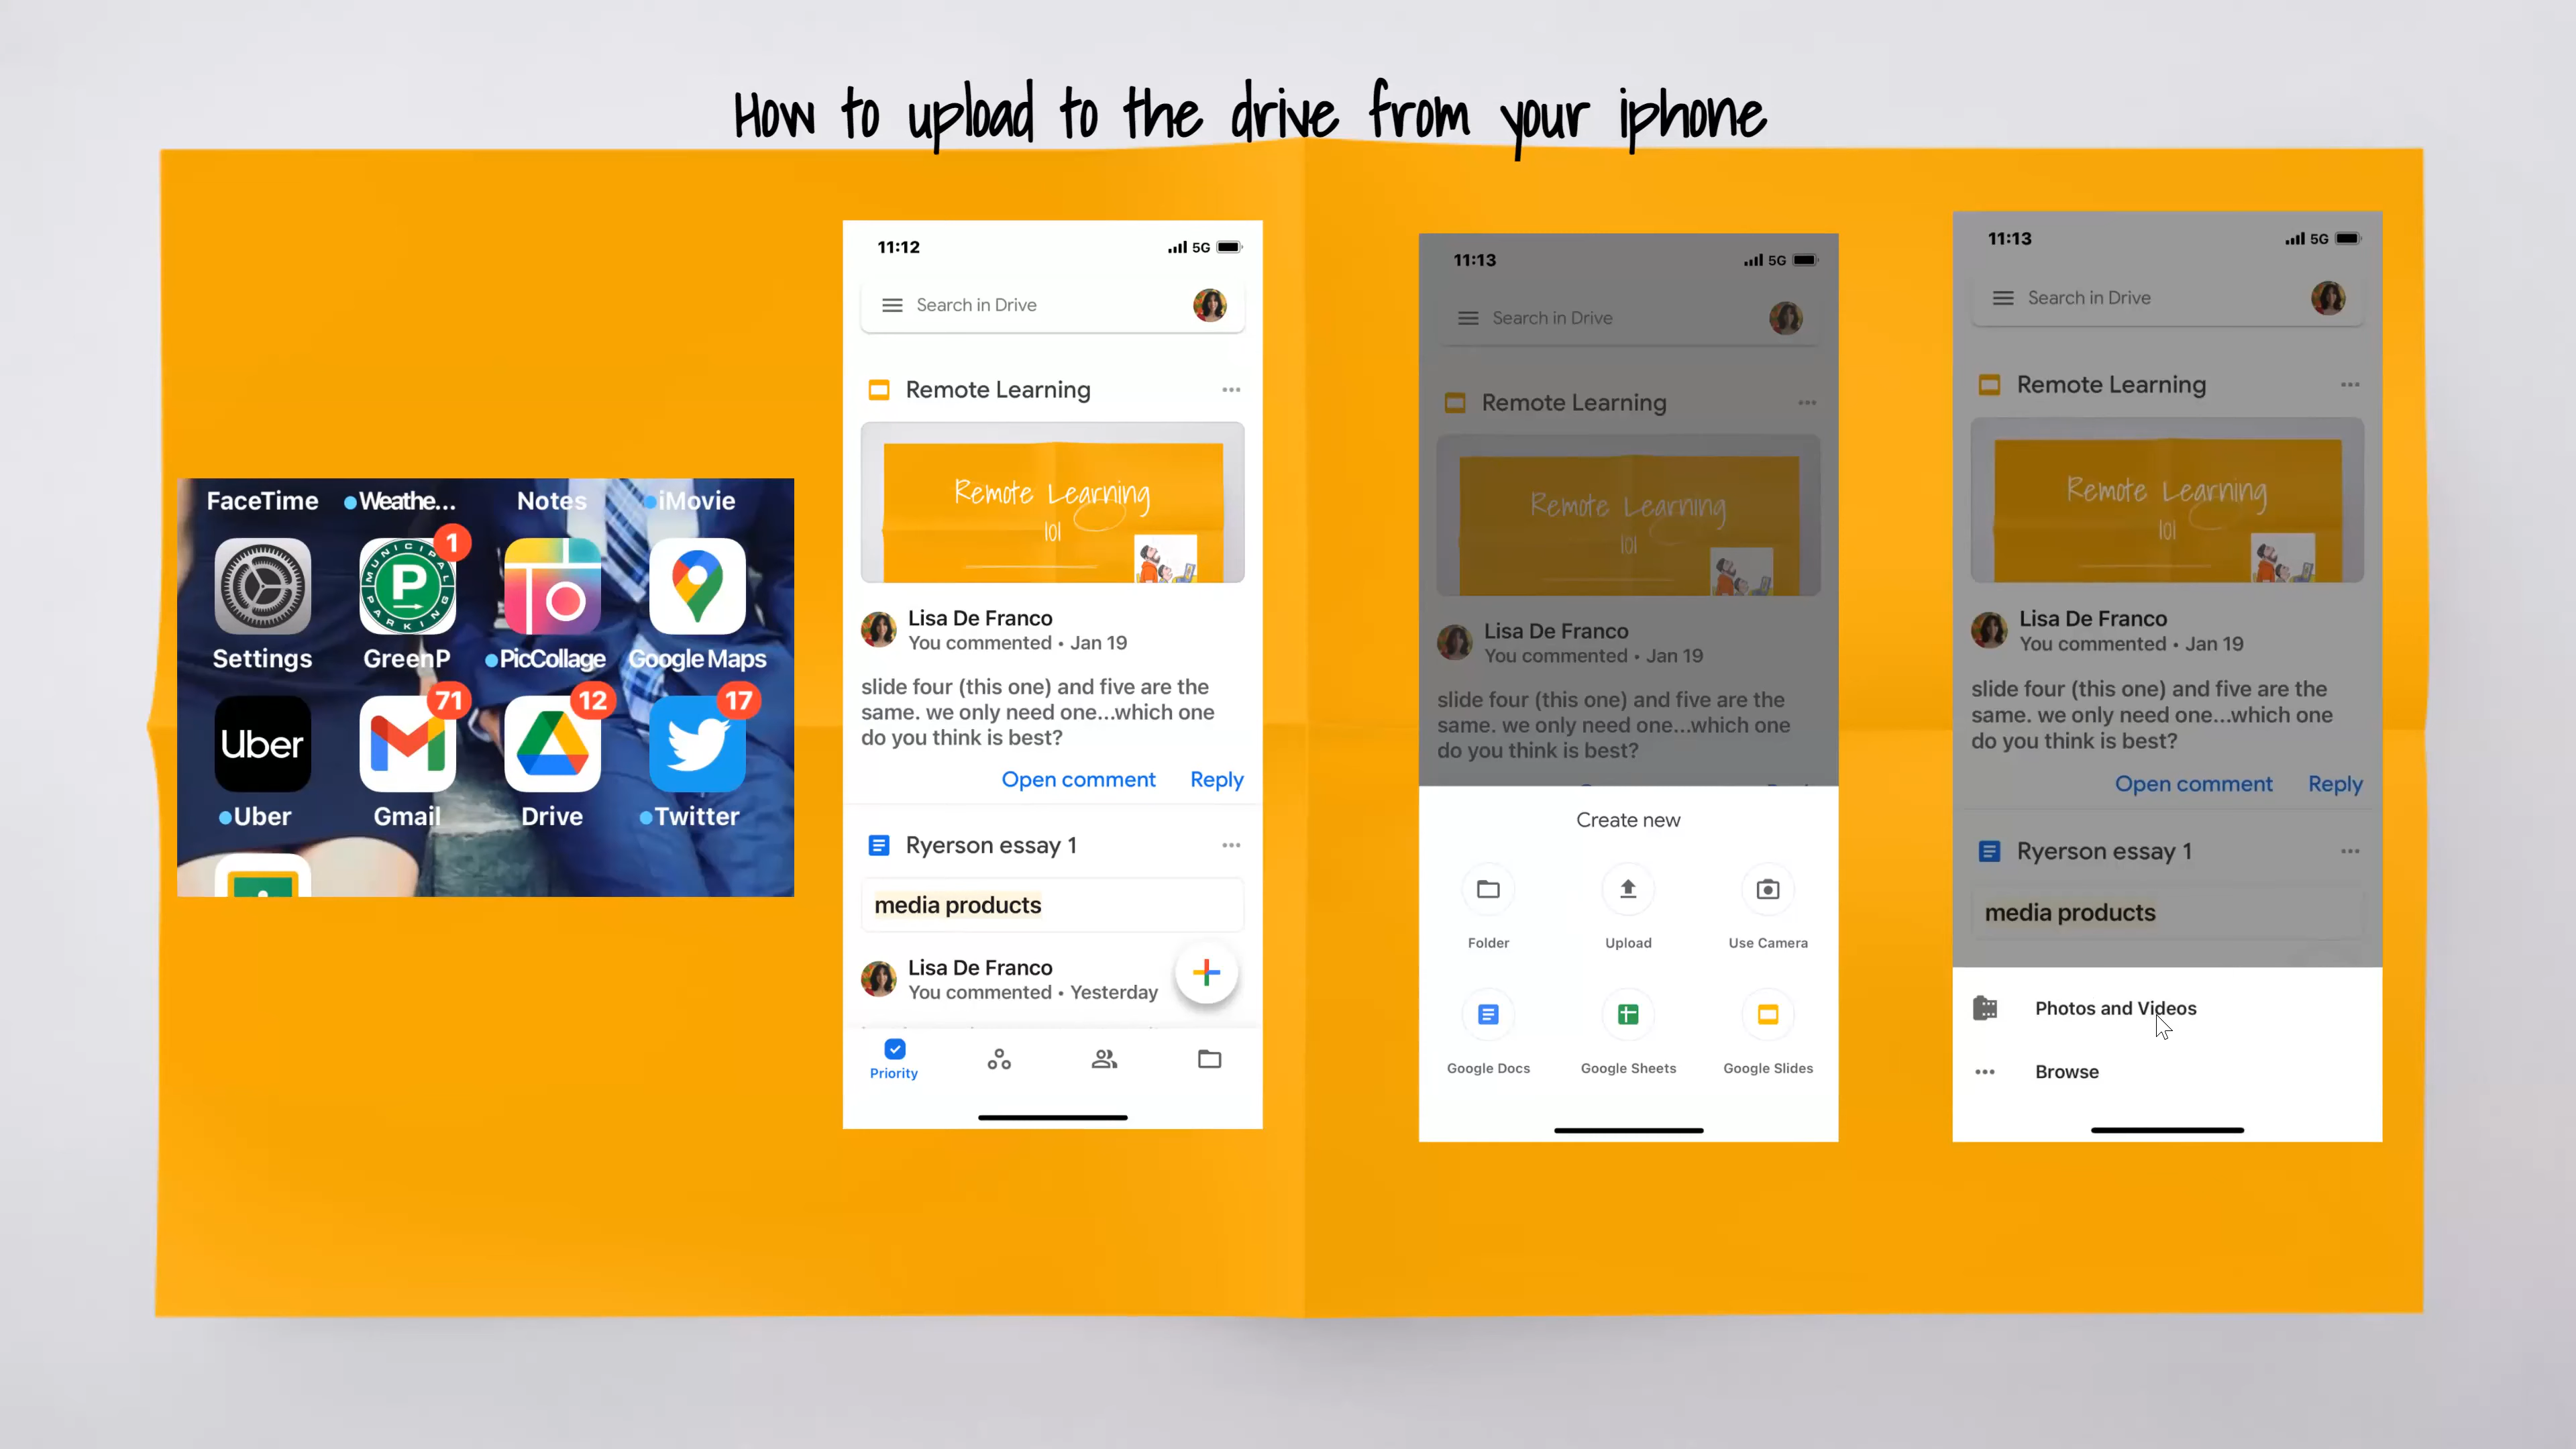 How to upload to the drive from your iphone
FaceTime
Weathe...
Notes
iMovie
1
MUNICIPAL
P
PARKING
Settings
GreenP
PicCollage
Google Maps
71
12
17
Uber
Uber
Gmail
Drive
Twitter
11:12
5G
Search in Drive
Remote Learning
Remote Learning
101
Lisa De Franco
You commented • Jan 19
slide four (this one) and five are the
same. we only need one...which one
do you think is best?
Open comment
Reply
Ryerson essay 1
media products
Lisa De Franco
You commented • Yesterday
Priority
11:13
5G
Search in Drive
Remote Learning
Remote Learning
101
Lisa De Franco
You commented • Jan 19
slide four (this one) and five are the
same. we only need one...which one
do you think is best?
Create new
Folder
Upload
Use Camera
Google Docs
Google Sheets
Google Slides
11:13
5G
Search in Drive
Remote Learning
Remote Learning
101
Lisa De Franco
You commented • Jan 19
slide four (this one) and five are the
same. we only need one...which one
do you think is best?
Open comment
Reply
Ryerson essay 1
media products
Photos and Videos
Browse